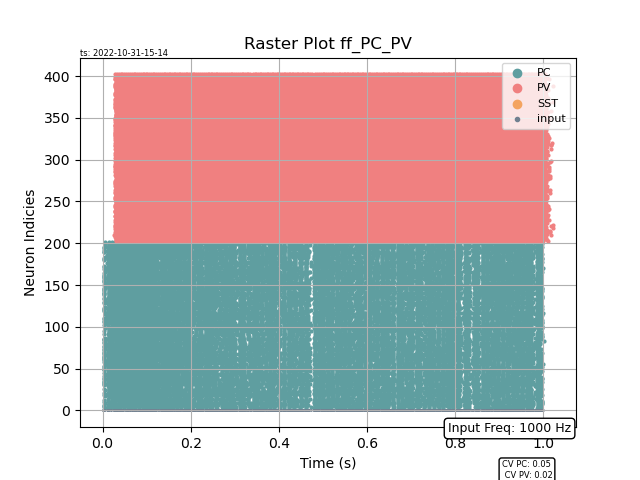 ts: 2022-10-31-15-14
Raster Plot ff_PC_PV
PC
PV
SST
input
Neuron Indicies
400
350
300
250
200
150
100
50
0
0.0 0.2 0.4 0.6 0.8 1.0
Input Freq: 1000 Hz
Time (s)
CV PC: 0.05
CV PV: 0.02